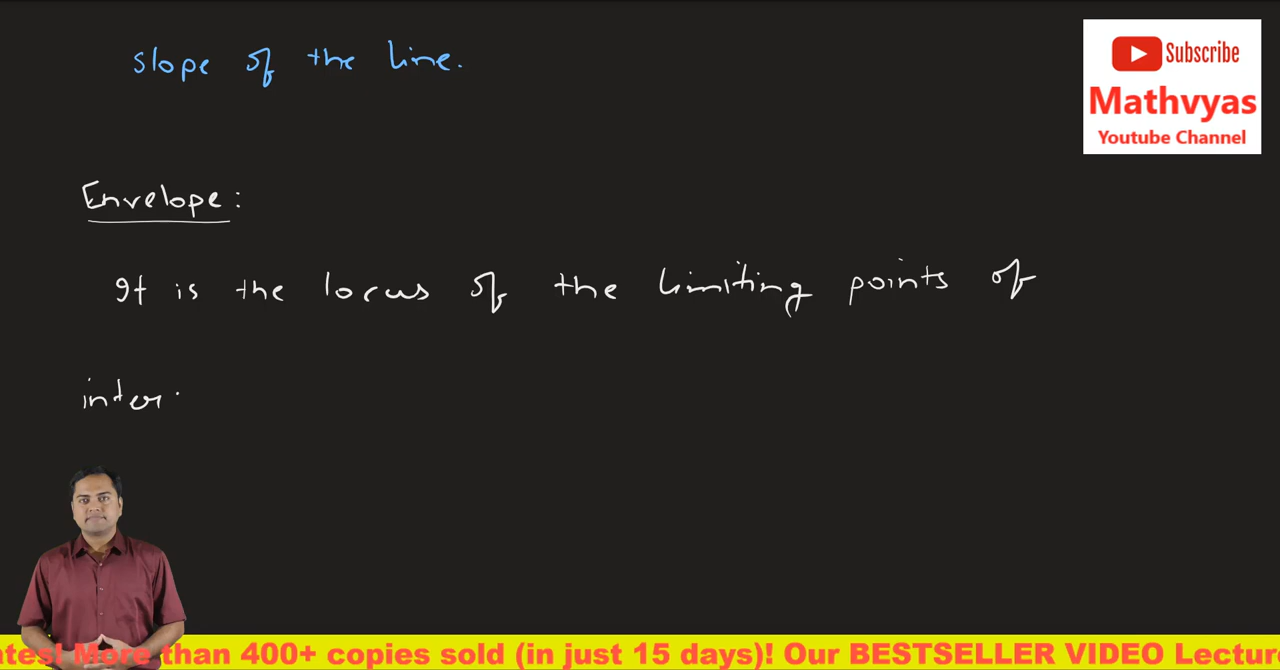 slope of the line.
Subscribe
Mathvyas
Youtube Channel
Envelope:
It is the locus of the limiting points of
inter
More than 400+ copies sold (in just 15 days)! Our BESTSELLER VIDEO